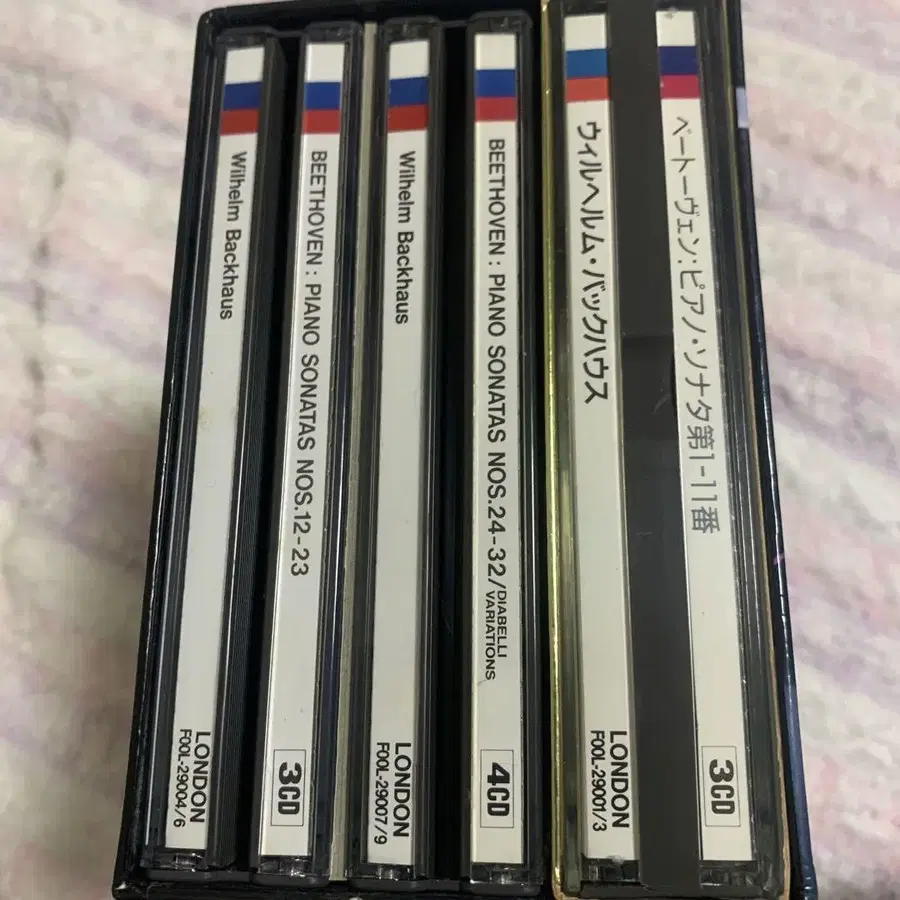 Wilhelm Backhaus
LONDON
F00L-29004/6
BEETHOVEN: PIANO SONATAS NOS.12-23
3CD
Wilhelm Backhaus
LONDON
F00L-29007/9
BEETHOVEN: PIANO SONATAS NOS.24-32/DIABELLI
VARIATIONS
4CD
ウィルヘルム・バックハウス
LONDON
F00L-29001/3
ベートーヴェン:ピアノ・ソナタ第1-11番
3CD